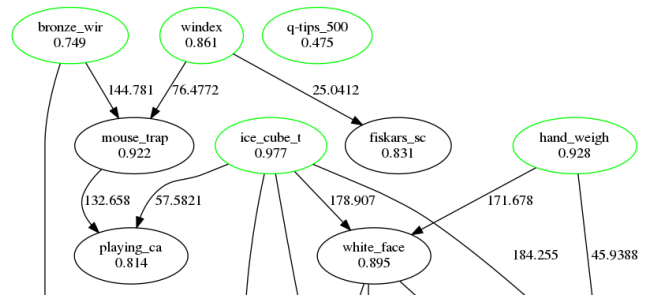 bronze_wir
0.749
windex
0.861
q-tips_500
0.475
144.781
76.4772
25.0412
mouse_trap
0.922
ice_cube_t
0.977
fiskars_sc
0.831
hand_weigh
0.928
132.658
57.5821
178.907
171.678
playing_ca
0.814
white_face
0.895
184.255
45.9388